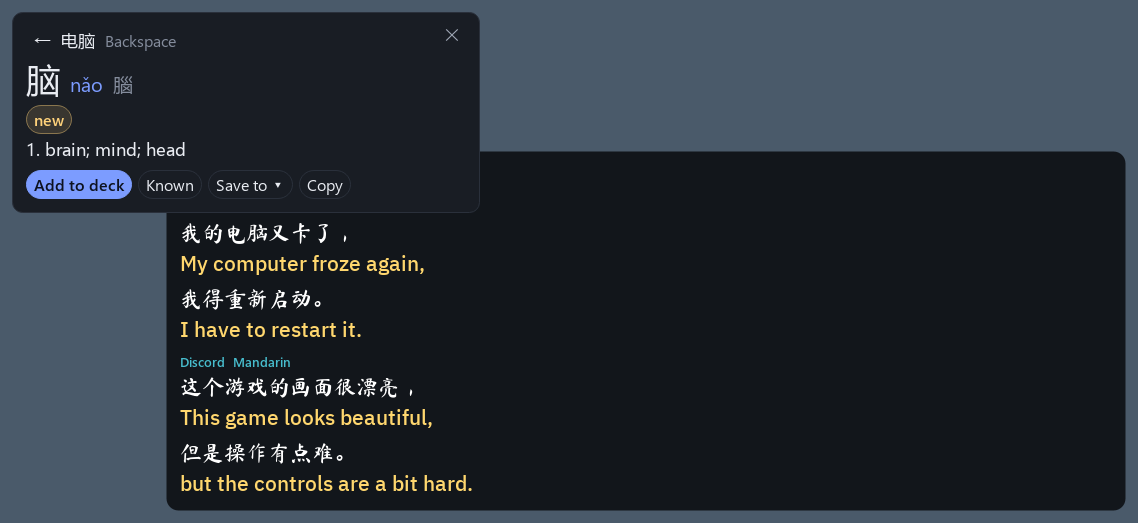 ← 电脑 Backspace
脑 nǎo 腦
new
1. brain; mind; head
Add to deck Known Save to ▾ Copy
我的电脑又卡了，
My computer froze again,
我得重新启动。
I have to restart it.
Discord Mandarin
这个游戏的画面很漂亮，
This game looks beautiful,
但是操作有点难。
but the controls are a bit hard.